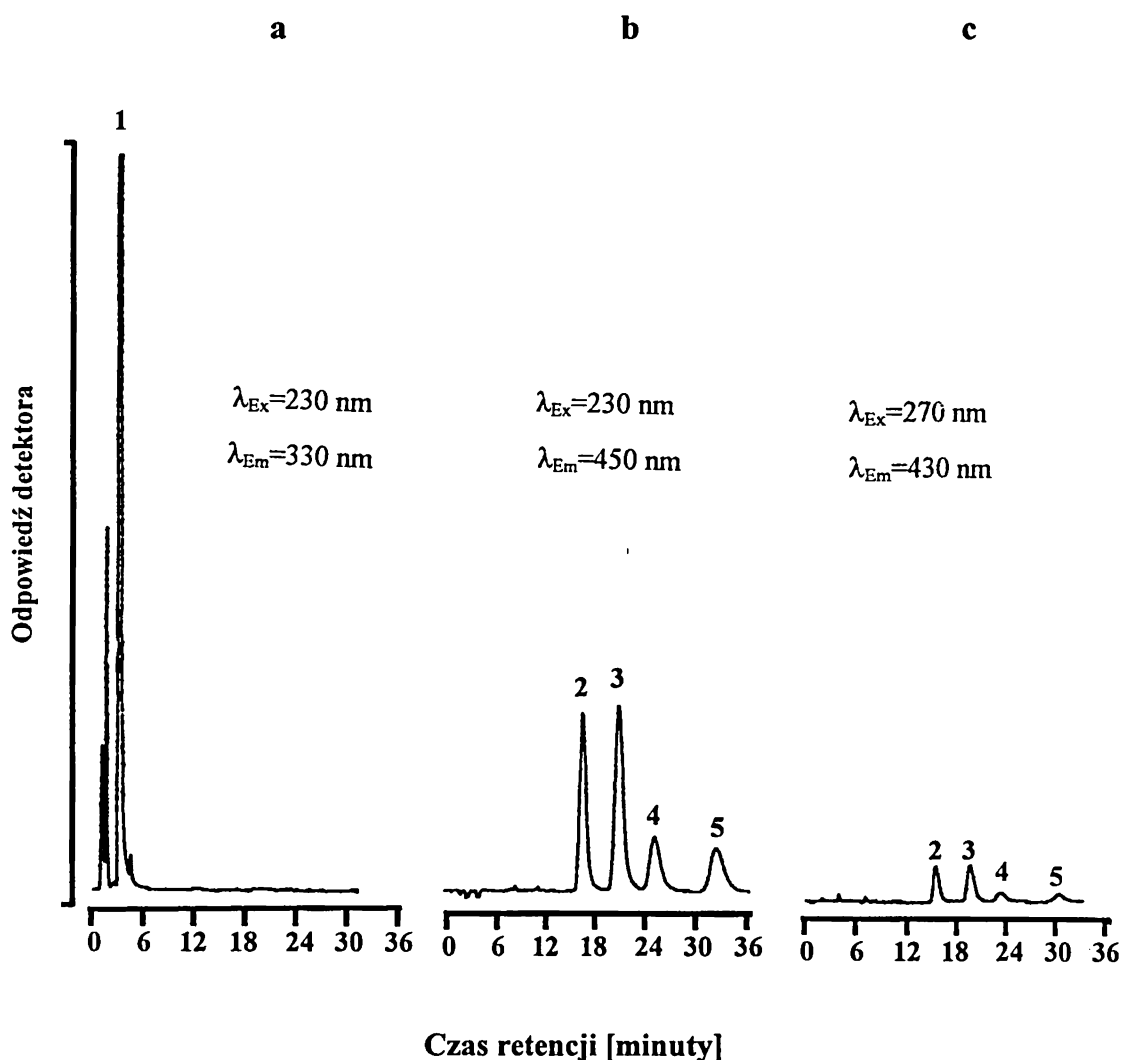 a b c
1
λEx=230 nm λEx=230 nm λEx=270 nm
λEm=330 nm λEm=450 nm λEm=430 nm
Odpowiedź detektora
2 3 4 5
2 3 4 5
0 6 12 18 24 30 36
0 6 12 18 24 30 36
0 6 12 18 24 30 36
Czas retencji [minuty]